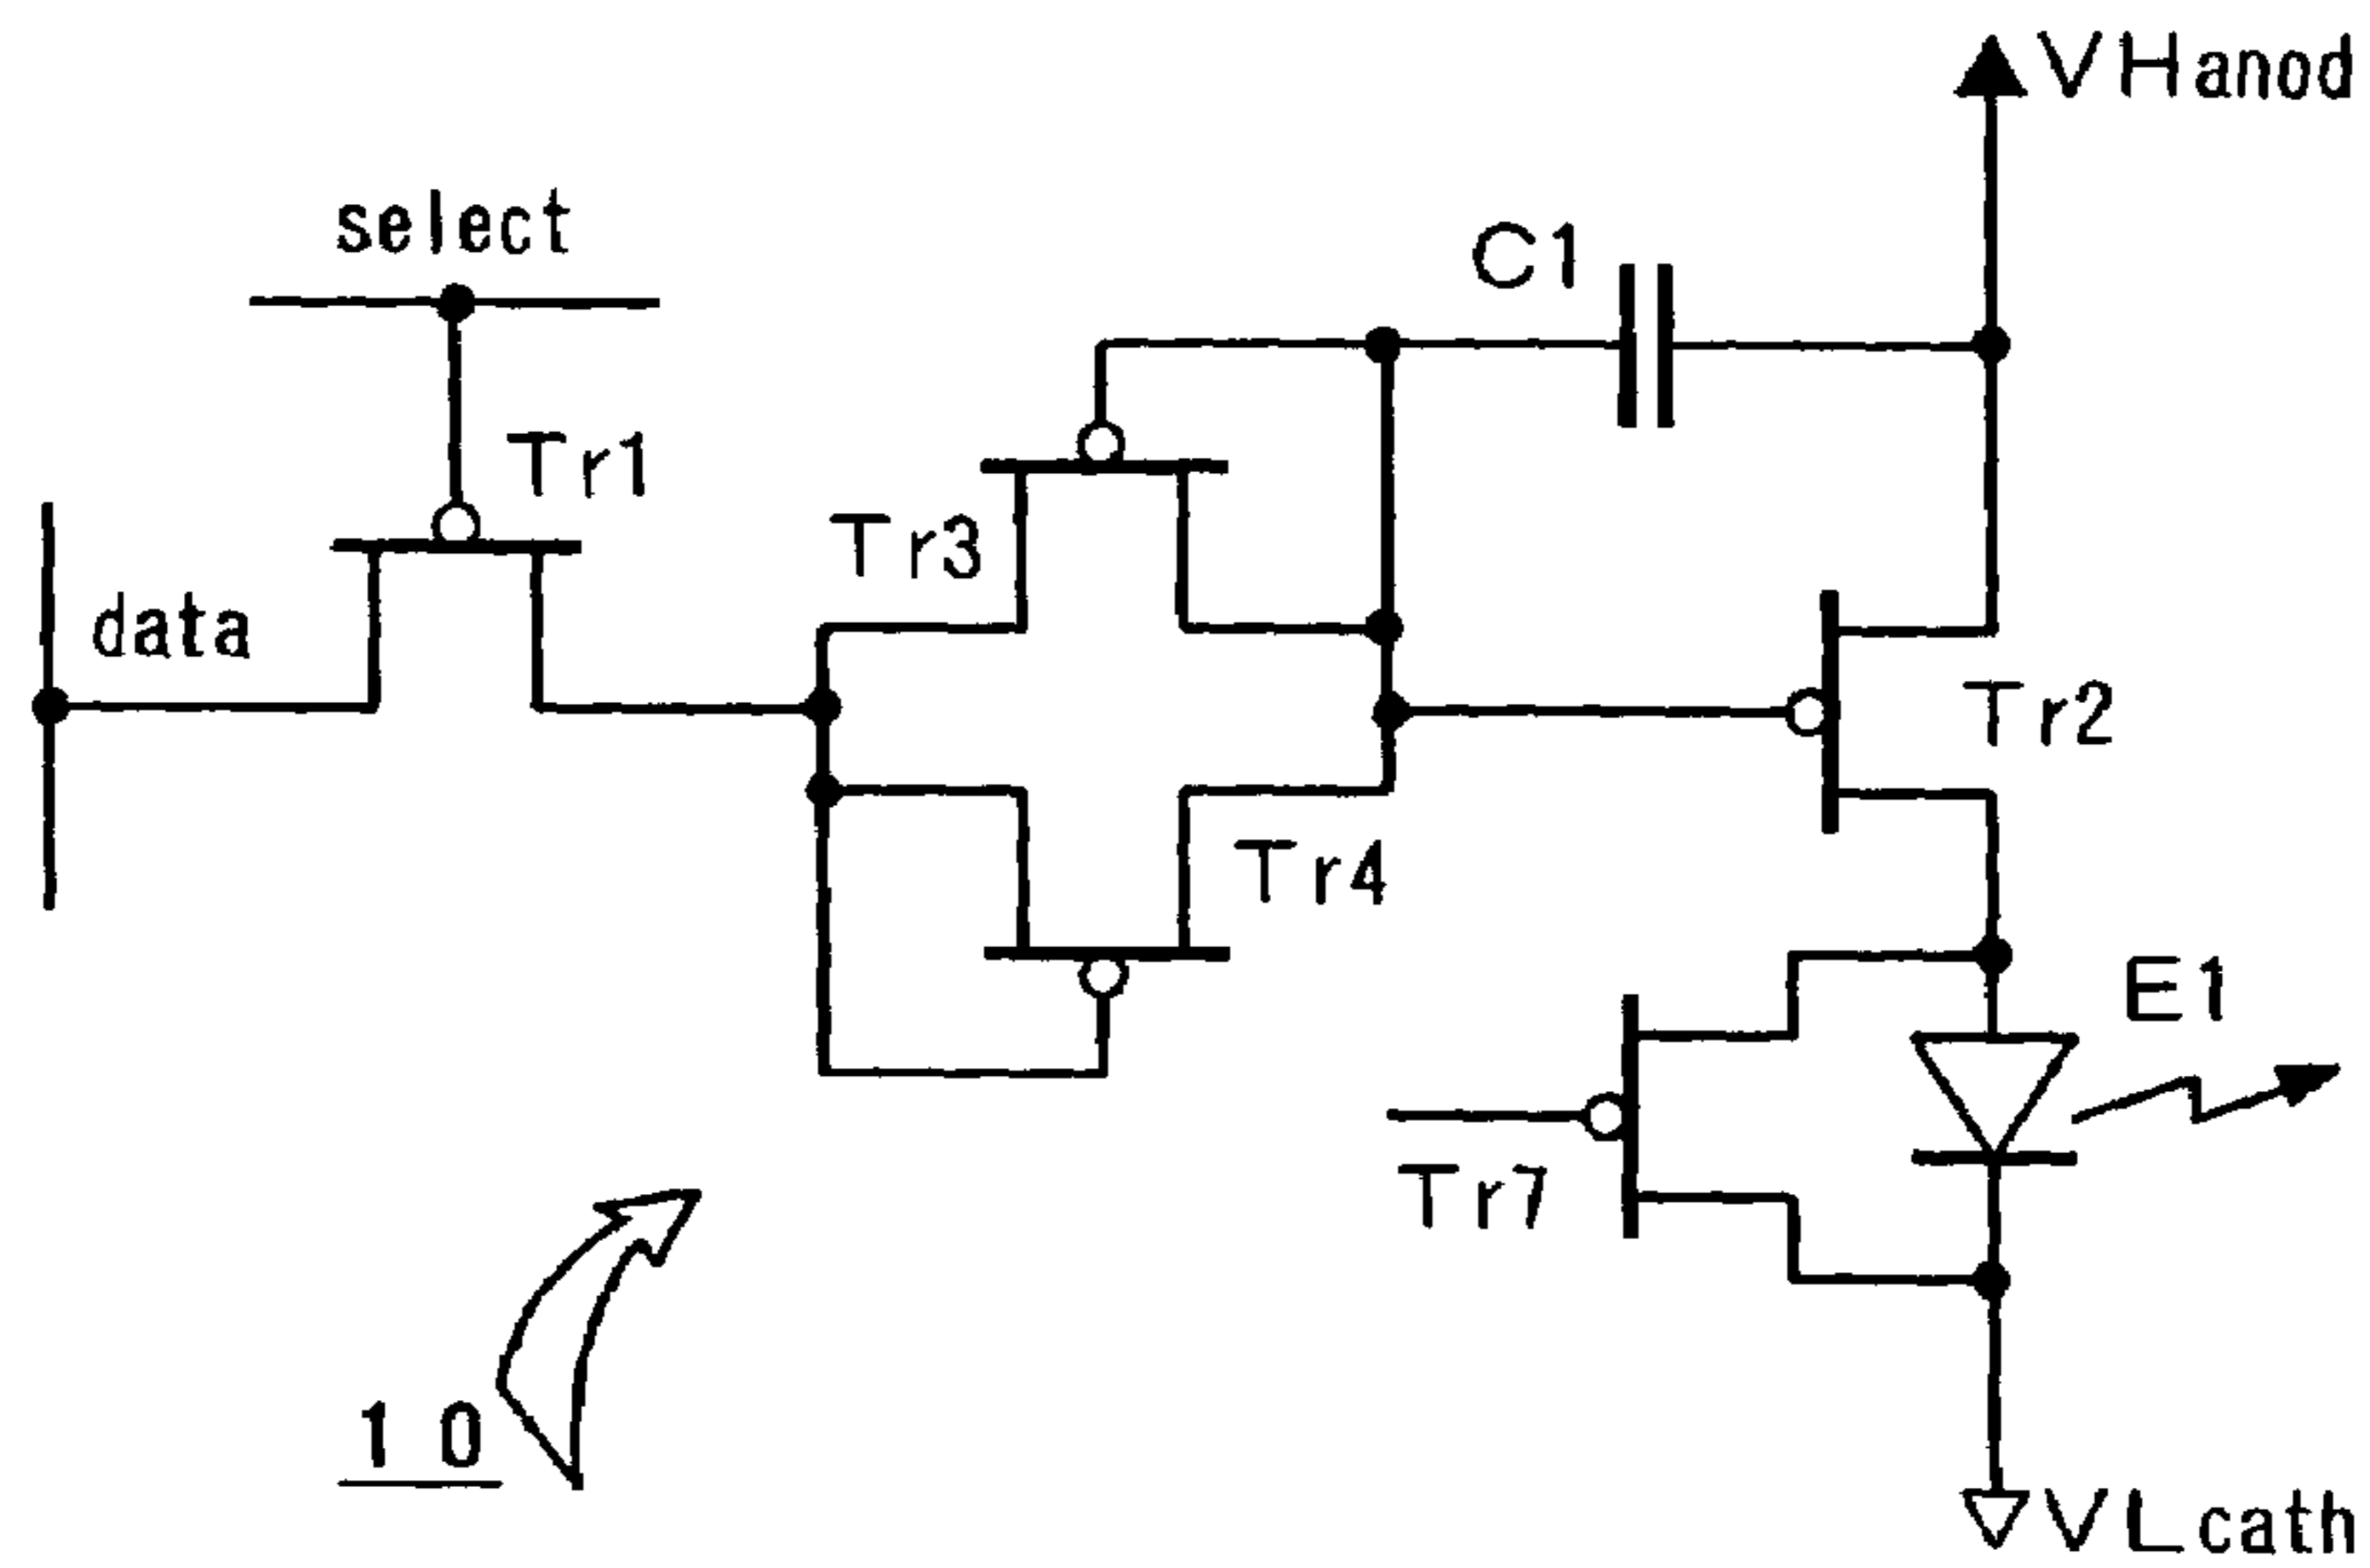 VHanod
select
C1
Tr1
Tr3
data
Tr2
Tr4
E1
Tr7
10
VLcath